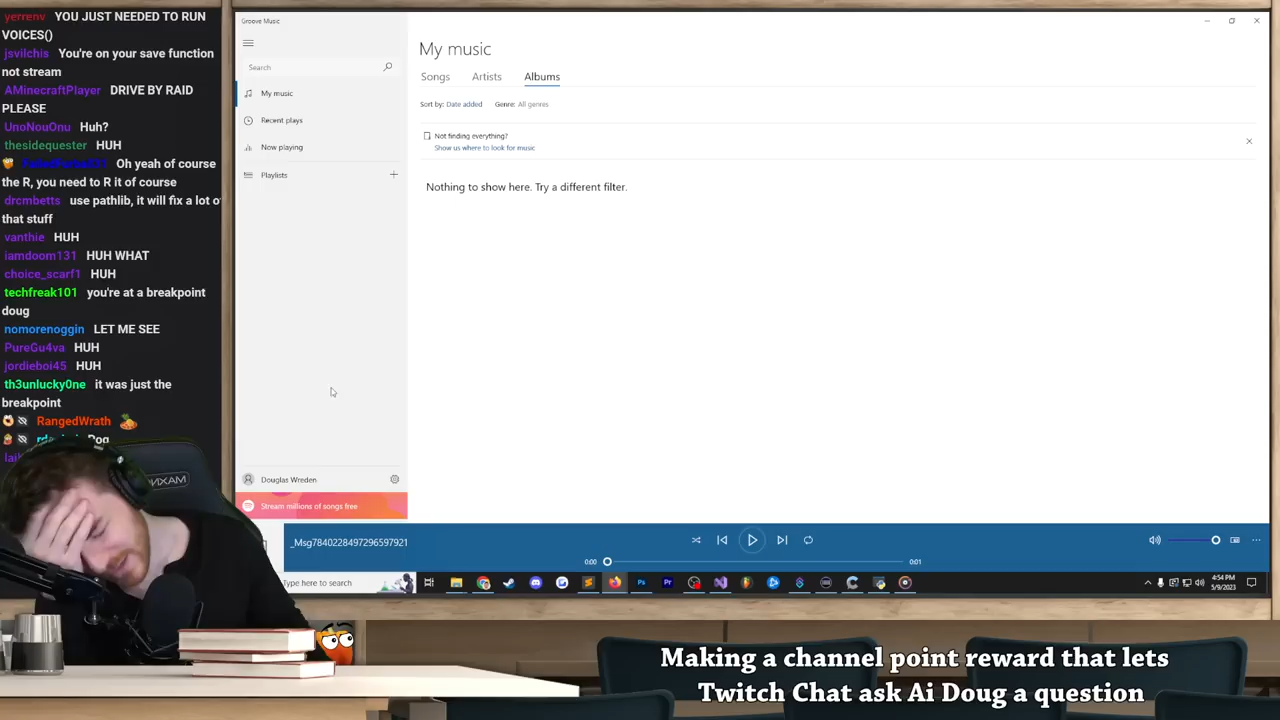 yerrenv YOU JUST NEEDED TO RUN
VOICES()
jsvilchis You're on your save function
not stream
AMinecraftPlayer DRIVE BY RAID
PLEASE
UnoNouOnu Huh?
thesidequester HUH
Oh yeah of course
the R, you need to R it of course
drcmbetts use pathlib, it will fix a lot of
that stuff
vanthie HUH
iamdoom131 HUH WHAT
choice_scarf1 HUH
techfreak101 you're at a breakpoint
doug
nomorenoggin LET ME SEE
PureGu4va HUH
jordieboi45 HUH
th3unlucky0ne it was just the
breakpoint
RangedWrath
Pog
Groove Music
Search
My music
Recent plays
Now playing
Playlists
Douglas Wreden
Stream millions of songs free
My music
Songs Artists Albums
Sort by: Date added Genre: All genres
Not finding everything?
Show us where to look for music
Nothing to show here. Try a different filter.
_Msg7840228497296597921
0:00 0:01
Type here to search
4:54 PM
5/9/2023
Making a channel point reward that lets
Twitch Chat ask Ai Doug a question